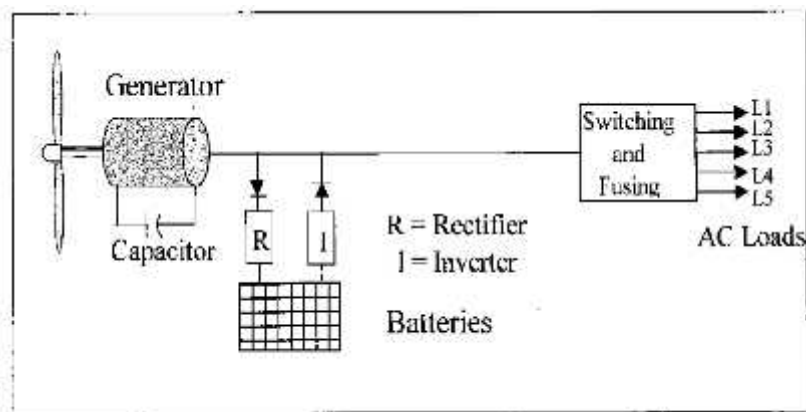 Generator
Capacitor
R
I
R = Rectifier
I = Inverter
Batteries
Switching
and
Fusing
L1
L2
L3
L4
L5
AC Loads